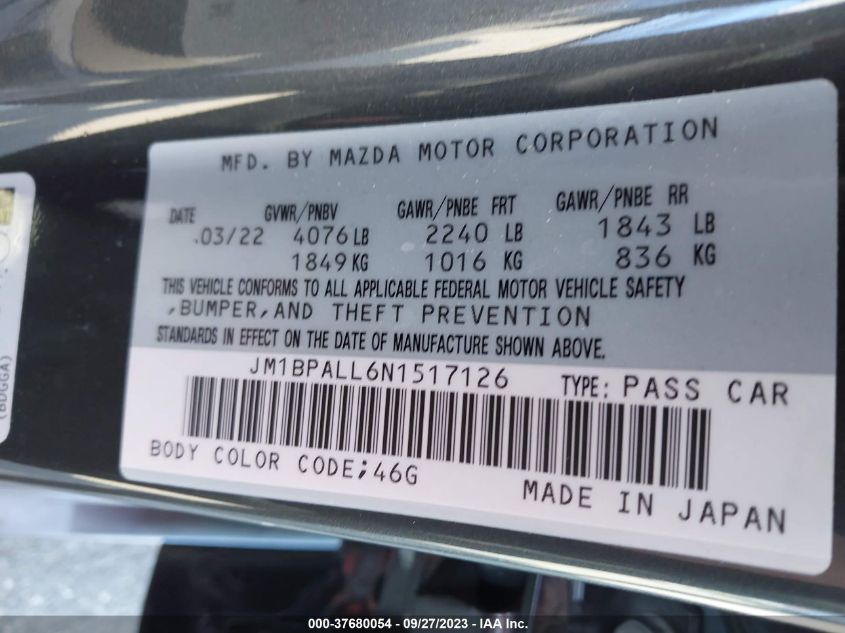 MFD. BY MAZDA MOTOR CORPORATION
DATE GVWR/PNBV GAWR/PNBE FRT GAWR/PNBE RR
.03/22 4076 LB 2240 LB 1843 LB
1849 KG 1016 KG 836 KG
THIS VEHICLE CONFORMS TO ALL APPLICABLE FEDERAL MOTOR VEHICLE SAFETY
,BUMPER,AND THEFT PREVENTION
STANDARDS IN EFFECT ON THE DATE OF MANUFACTURE SHOWN ABOVE.
JM1BPALL6N1517126 TYPE: PASS CAR
BODY COLOR CODE;46G
MADE IN JAPAN
(BDGGA)
000-37680054 - 09/27/2023 - IAA Inc.